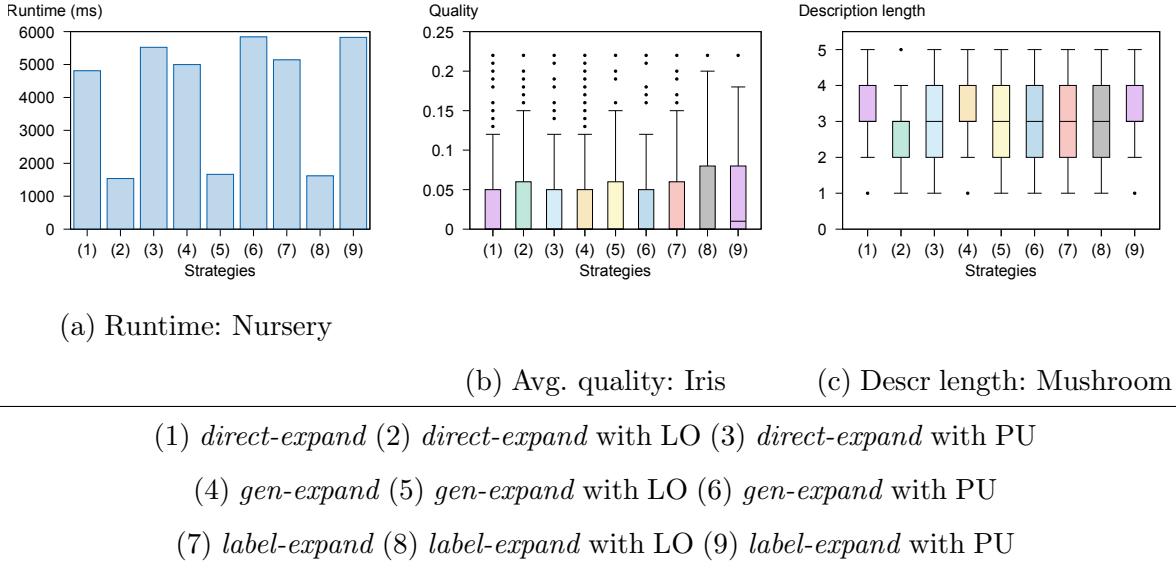 Runtime (ms)
6000
5000
4000
3000
2000
1000
0
(1) (2) (3) (4) (5) (6) (7) (8) (9)
Strategies
(a) Runtime: Nursery
Quality
0.25
0.2
0.15
0.1
0.05
0
(1) (2) (3) (4) (5) (6) (7) (8) (9)
Strategies
(b) Avg. quality: Iris
Description length
5
4
3
2
1
0
(1) (2) (3) (4) (5) (6) (7) (8) (9)
Strategies
(c) Descr length: Mushroom
(1) direct-expand (2) direct-expand with LO (3) direct-expand with PU
(4) gen-expand (5) gen-expand with LO (6) gen-expand with PU
(7) label-expand (8) label-expand with LO (9) label-expand with PU